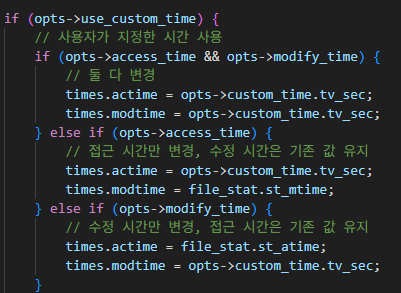 if (opts->use_custom_time) {
    // 사용자가 지정한 시간 사용
    if (opts->access_time && opts->modify_time) {
        // 둘 다 변경
        times.actime = opts->custom_time.tv_sec;
        times.modtime = opts->custom_time.tv_sec;
    } else if (opts->access_time) {
        // 접근 시간만 변경, 수정 시간은 기존 값 유지
        times.actime = opts->custom_time.tv_sec;
        times.modtime = file_stat.st_mtime;
    } else if (opts->modify_time) {
        // 수정 시간만 변경, 접근 시간은 기존 값 유지
        times.actime = file_stat.st_atime;
        times.modtime = opts->custom_time.tv_sec;
    }